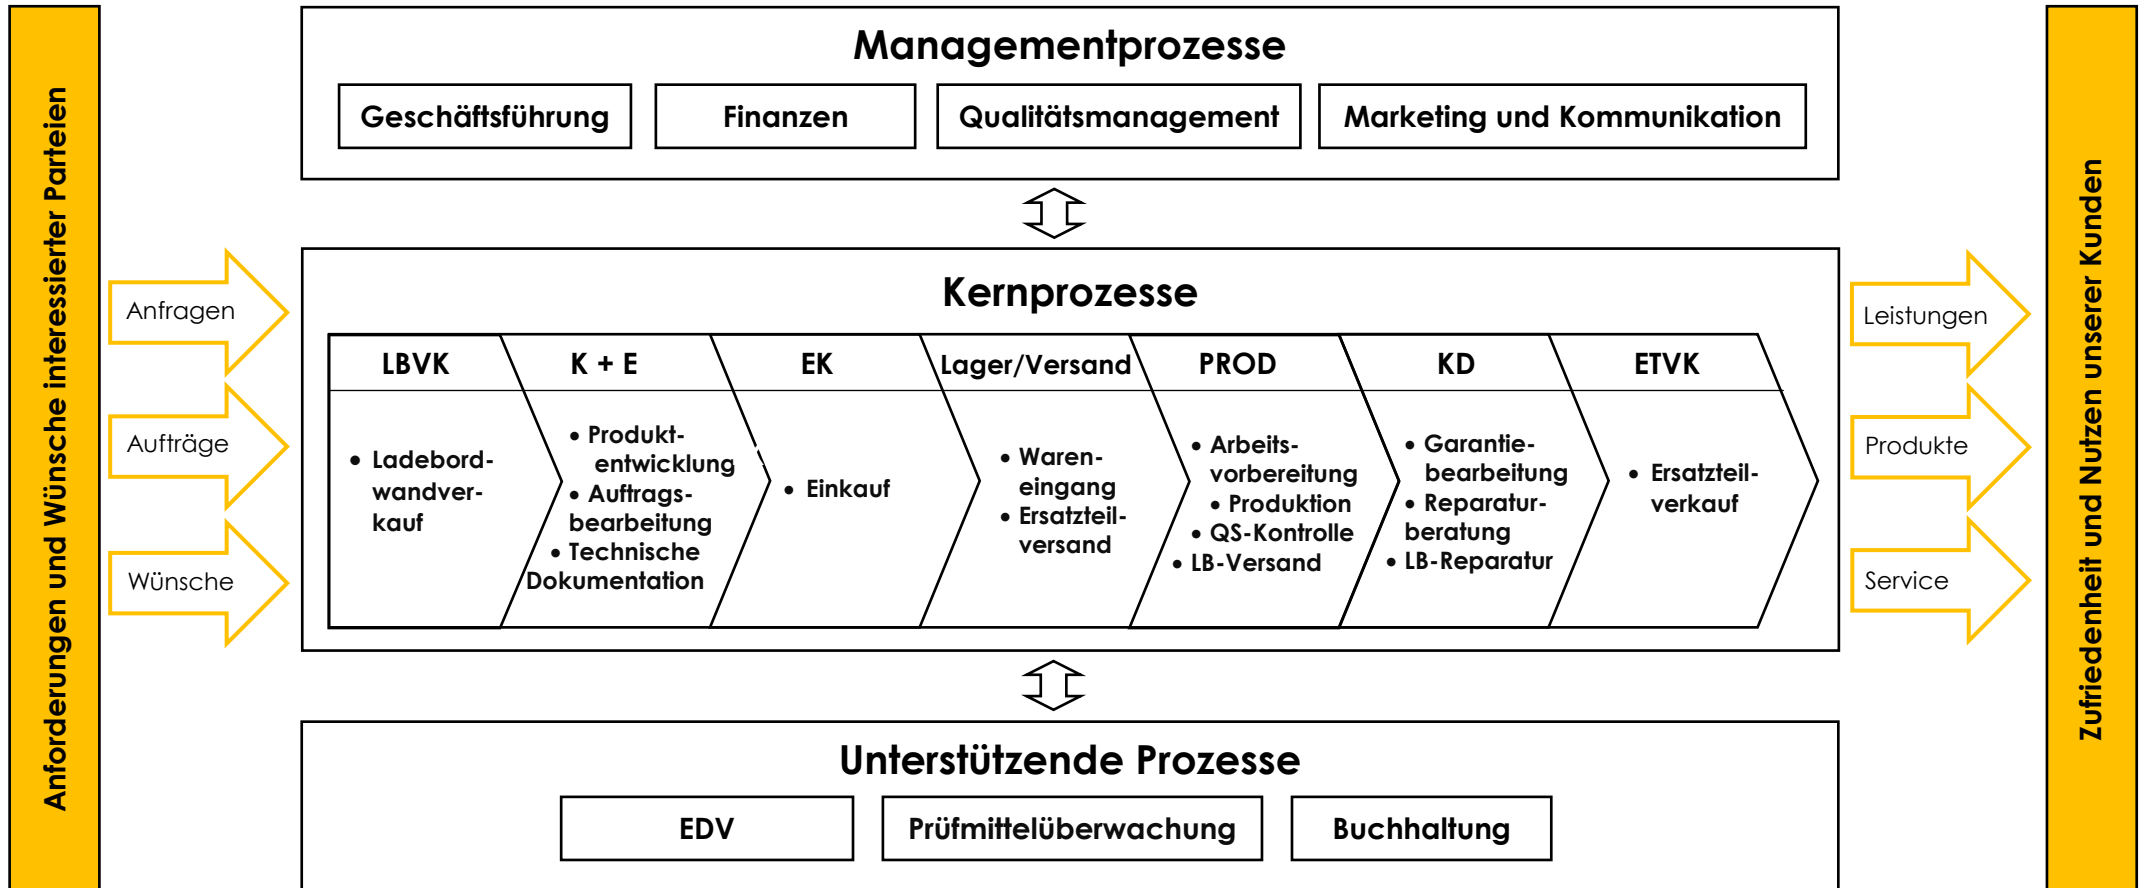 Anforderungen und Wünsche interessierter Parteien
Anfragen
Aufträge
Wünsche
Managementprozesse
Geschäftsführung
Finanzen
Qualitätsmanagement
Marketing und Kommunikation
Kernprozesse
LBVK
• Ladebord-
wandver-
kauf
K + E
• Produkt-
entwicklung
• Auftrags-
bearbeitung
• Technische
Dokumentation
EK
• Einkauf
Lager/Versand
• Waren-
eingang
• Ersatzteil-
versand
PROD
• Arbeits-
vorbereitung
• Produktion
• QS-Kontrolle
• LB-Versand
KD
• Garantie-
bearbeitung
• Reparatur-
beratung
• LB-Reparatur
ETVK
• Ersatzteil-
verkauf
Unterstützende Prozesse
EDV
Prüfmittelüberwachung
Buchhaltung
Leistungen
Produkte
Service
Zufriedenheit und Nutzen unserer Kunden